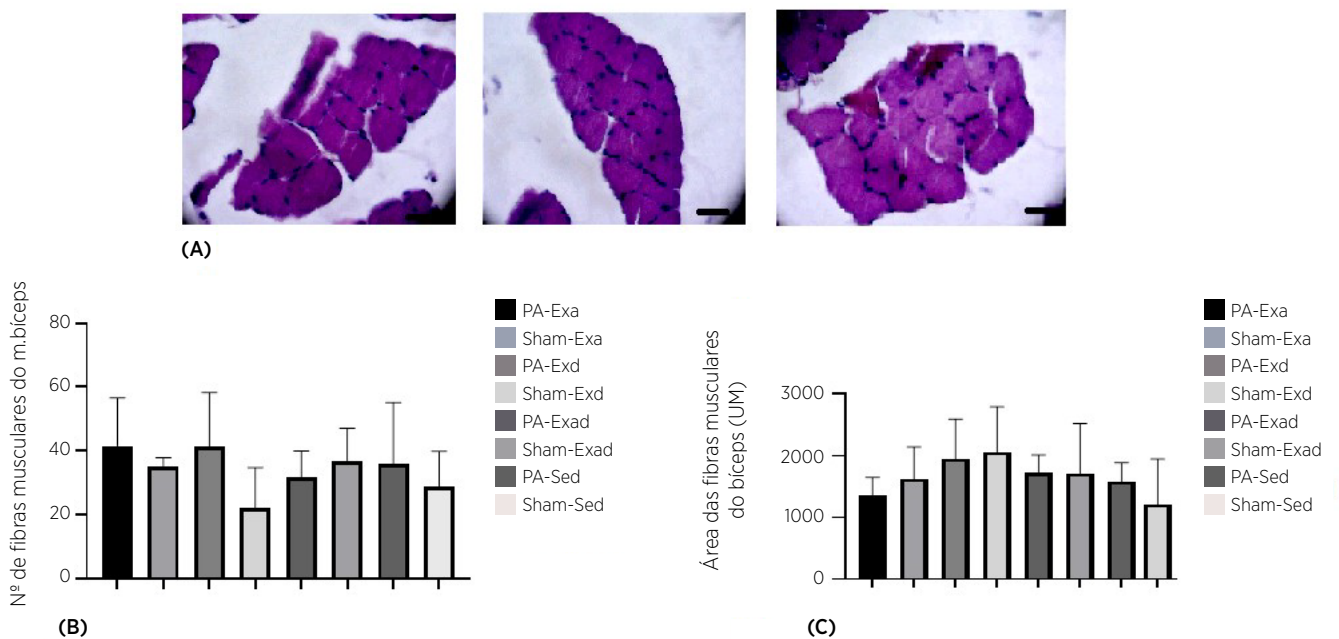 (A)
Nº de fibras musculares do m.bíceps
80
60
40
20
0
PA-Exa
Sham-Exa
PA-Exd
Sham-Exd
PA-Exad
Sham-Exad
PA-Sed
Sham-Sed
(B)
Área das fibras musculares
do bíceps (UM)
3000
2000
1000
0
PA-Exa
Sham-Exa
PA-Exd
Sham-Exd
PA-Exad
Sham-Exad
PA-Sed
Sham-Sed
(C)